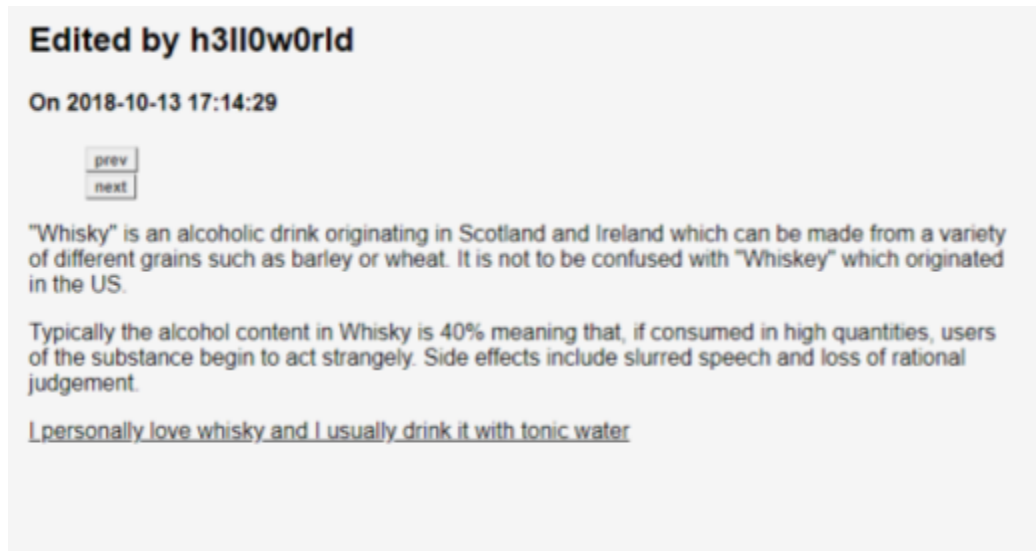 Edited by h3ll0w0rld
On 2018-10-13 17:14:29
prev
next
"Whisky" is an alcoholic drink originating in Scotland and Ireland which can be made from a variety
of different grains such as barley or wheat. It is not to be confused with "Whiskey" which originated
in the US.
Typically the alcohol content in Whisky is 40% meaning that, if consumed in high quantities, users
of the substance begin to act strangely. Side effects include slurred speech and loss of rational
judgement.
I personally love whisky and I usually drink it with tonic water